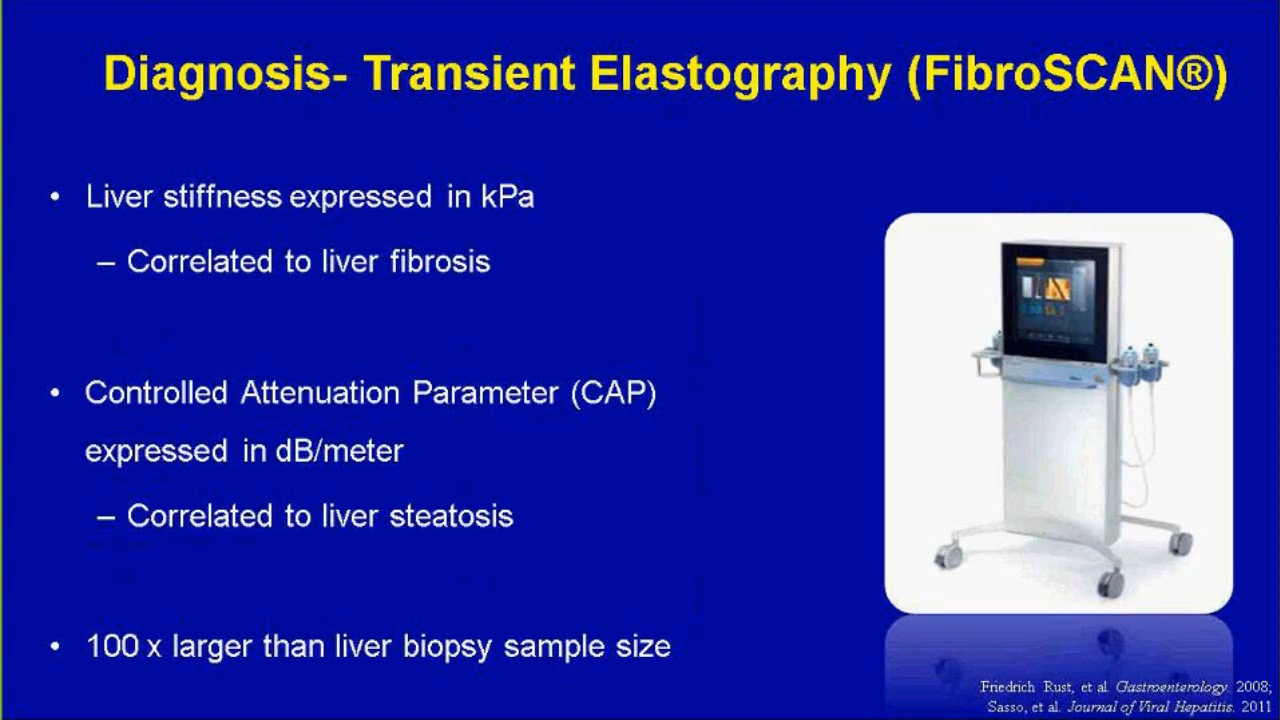 Diagnosis- Transient Elastography (FibroSCAN®)
• Liver stiffness expressed in kPa
– Correlated to liver fibrosis
• Controlled Attenuation Parameter (CAP)
expressed in dB/meter
– Correlated to liver steatosis
• 100 x larger than liver biopsy sample size
Friedrich Rust, et al. Gastroenterology. 2008;
Sasso, et al. Journal of Viral Hepatitis. 2011